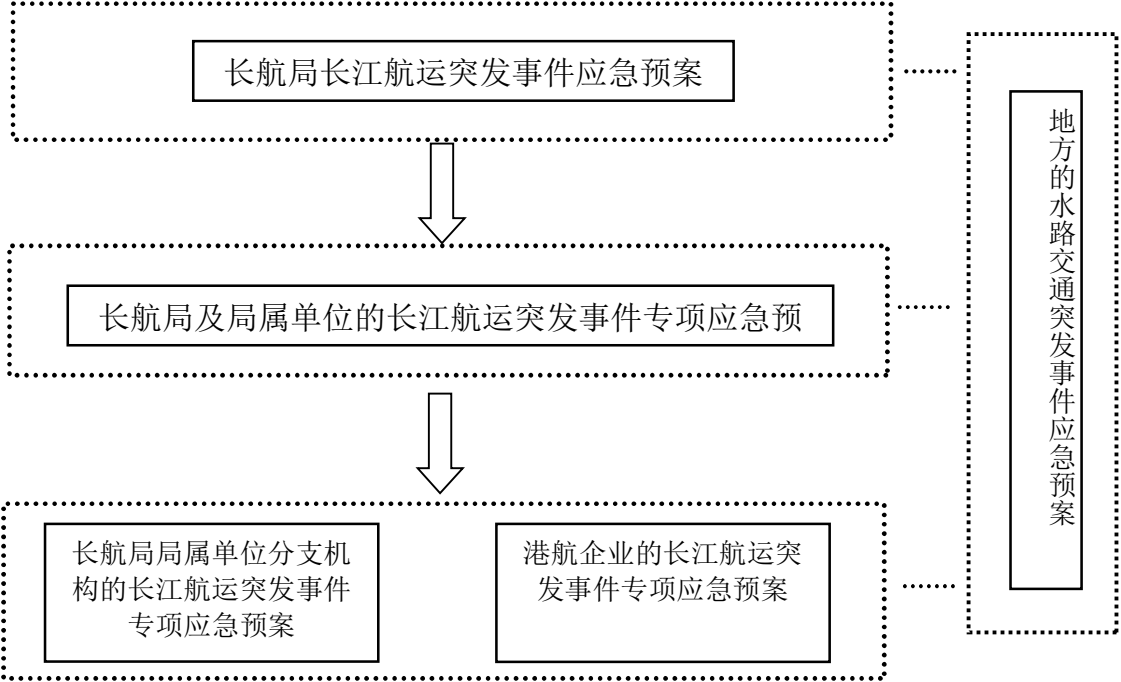 长航局长江航运突发事件应急预案
长航局及局属单位的长江航运突发事件专项应急预
长航局局属单位分支机
构的长江航运突发事件
专项应急预案
港航企业的长江航运突
发事件专项应急预案
地方的水路交通突发事件应急预案